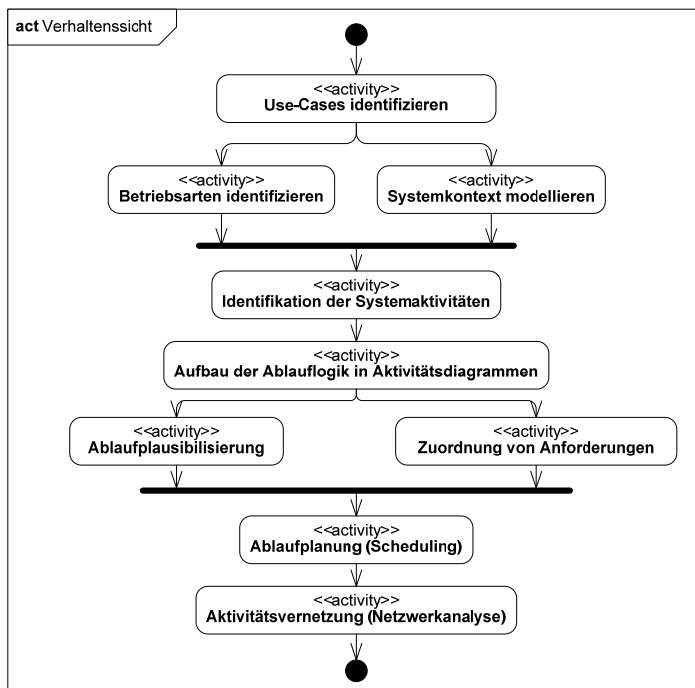 act Verhaltenssicht
<<activity>>
Use-Cases identifizieren
<<activity>>
Betriebsarten identifizieren
<<activity>>
Systemkontext modellieren
<<activity>>
Identifikation der Systemaktivitäten
<<activity>>
Aufbau der Ablauflogik in Aktivitätsdiagrammen
<<activity>>
Ablaufplausibilisierung
<<activity>>
Zuordnung von Anforderungen
<<activity>>
Ablaufplanung (Scheduling)
<<activity>>
Aktivitätsvernetzung (Netzwerkanalyse)